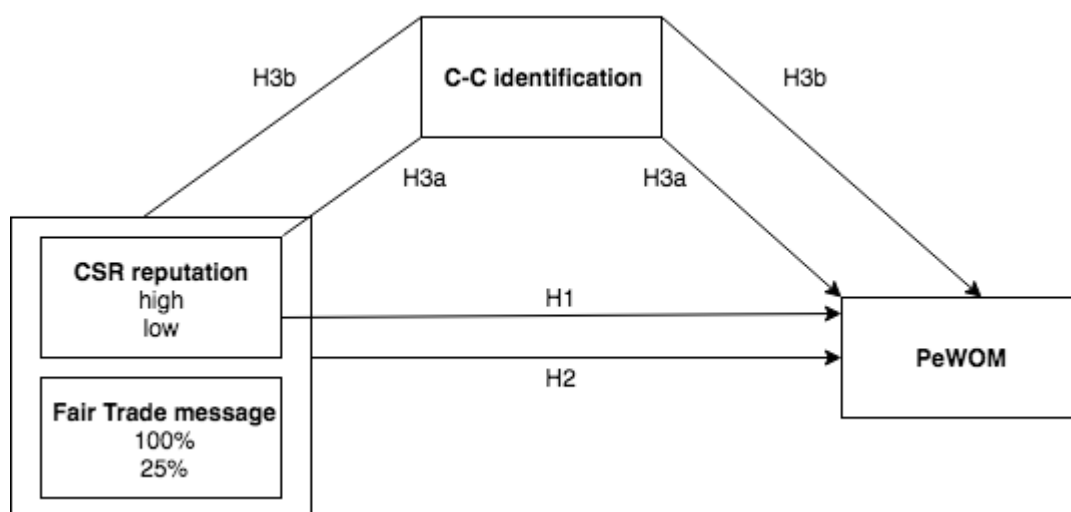 H3b
C-C identification
H3b
H3a
H3a
CSR reputation
high
low
H1
H2
PeWOM
Fair Trade message
100%
25%